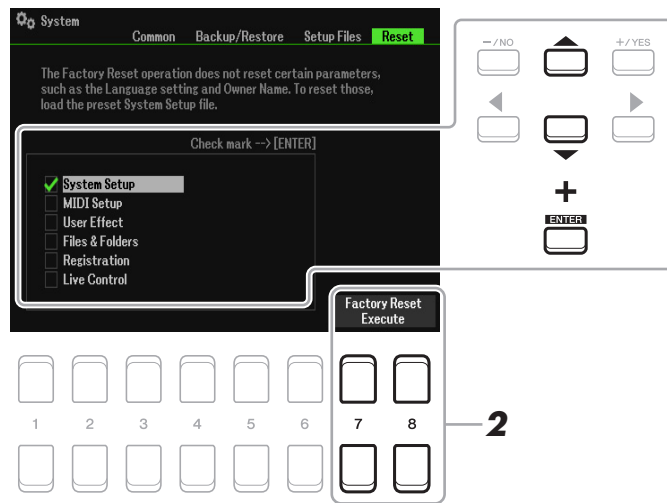 System
Common Backup/Restore Setup Files Reset
The Factory Reset operation does not reset certain parameters,
such as the Language setting and Owner Name. To reset those,
load the preset System Setup file.
Check mark --> [ENTER]
System Setup
MIDI Setup
User Effect
Files & Folders
Registration
Live Control
Factory Reset
Execute
−/NO +/YES
+
ENTER
1 2 3 4 5 6 7 8
2